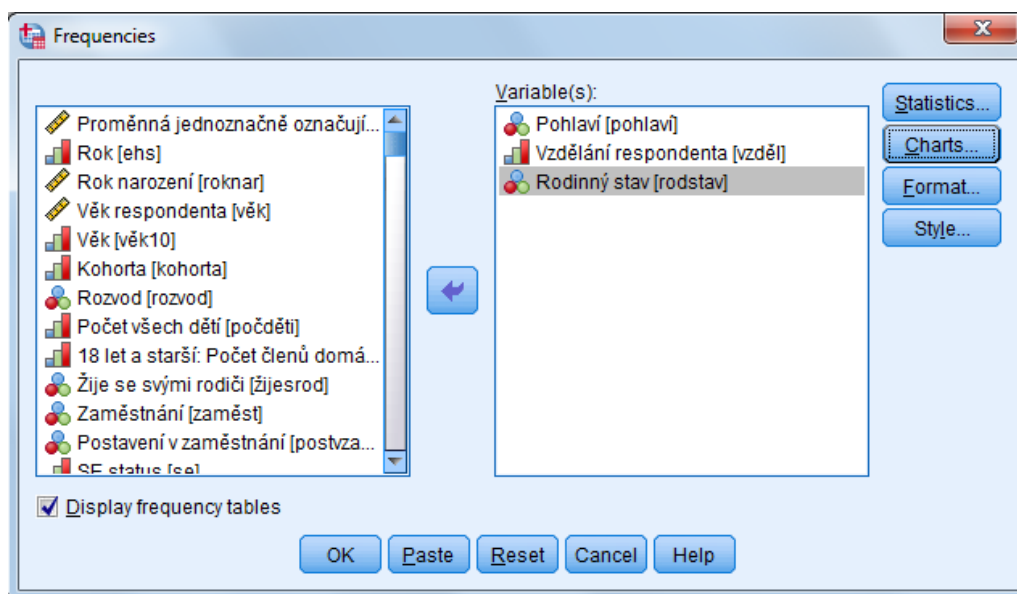 Frequencies
Proměnná jednoznačně označují...
Rok [ehs]
Rok narození [roknar]
Věk respondenta [věk]
Věk [věk10]
Kohorta [kohorta]
Rozvod [rozvod]
Počet všech dětí [počděti]
18 let a starší: Počet členů domá...
Žije se svými rodiči [žijesrod]
Zaměstnání [zaměst]
Postavení v zaměstnání [postvza...
SE status [se]
Variable(s):
Pohlaví [pohlaví]
Vzdělání respondenta [vzděl]
Rodinný stav [rodstav]
Statistics...
Charts...
Format...
Style...
Display frequency tables
OK Paste Reset Cancel Help